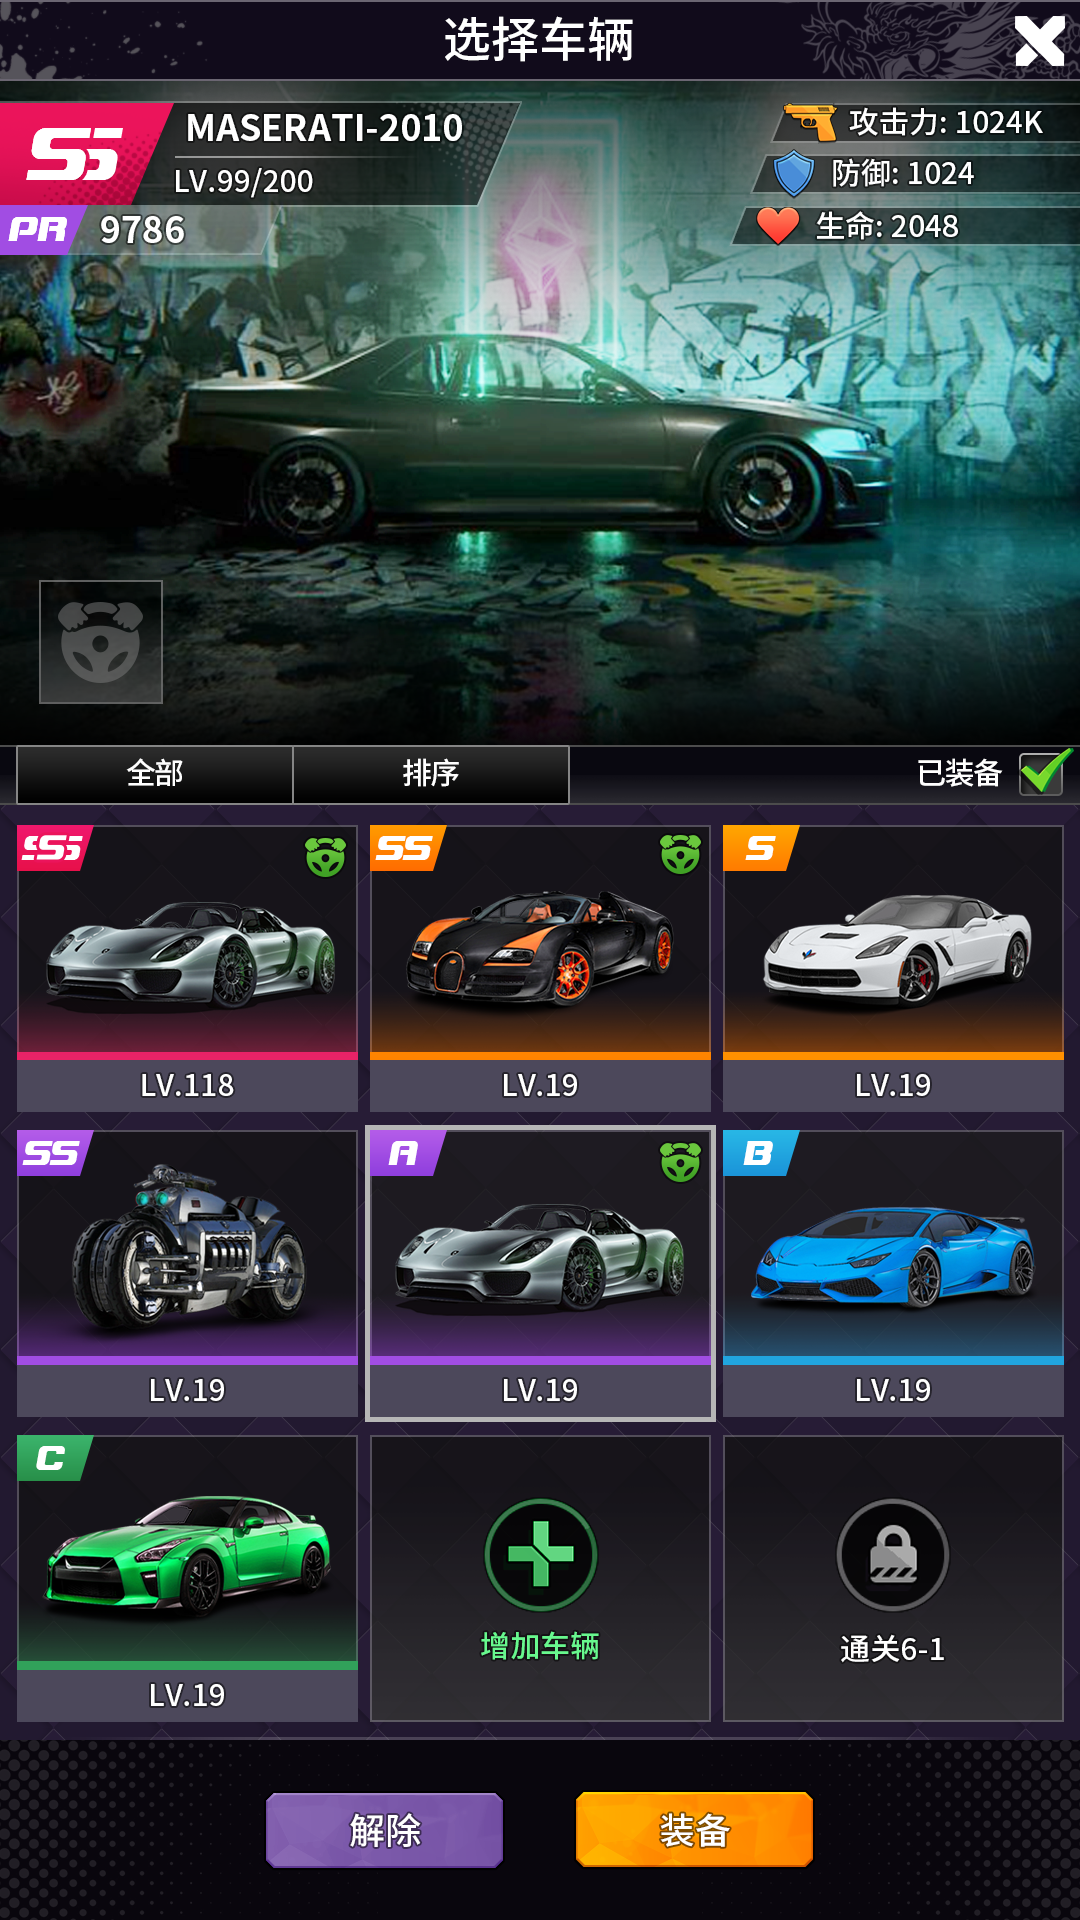 选择车辆
MASERATI-2010
LV.99/200
PR 9786
攻击力: 1024K
防御: 1024
生命: 2048
全部
排序
已装备
SS
S
LV.118
LV.19
LV.19
SS
A
B
LV.19
LV.19
LV.19
C
增加车辆
通关6-1
LV.19
解除
装备